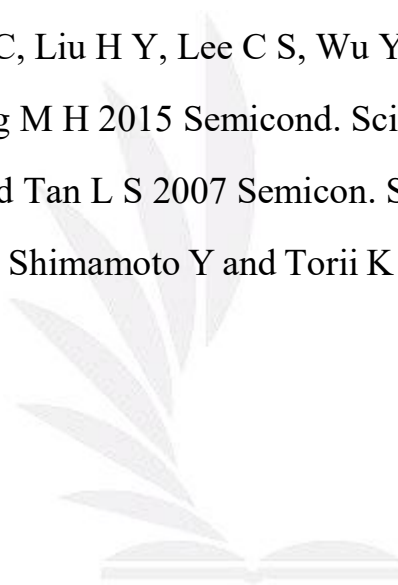 C, Liu H Y, Lee C S, Wu Y
g M H 2015 Semicond. Sci
d Tan L S 2007 Semicon. S
Shimamoto Y and Torii K